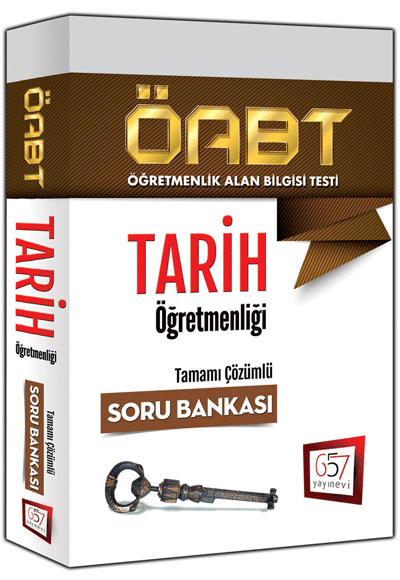 ÖABT
ÖĞRETMENLİK ALAN BİLGİSİ TESTİ
TARİH
Öğretmenliği
Tamamı Çözümlü
SORU BANKASI
657
yayınevi
ÖABT
TARİH
Öğretmenliği
Tamamı Çözümlü
SORU BANKASI
657
yayınevi